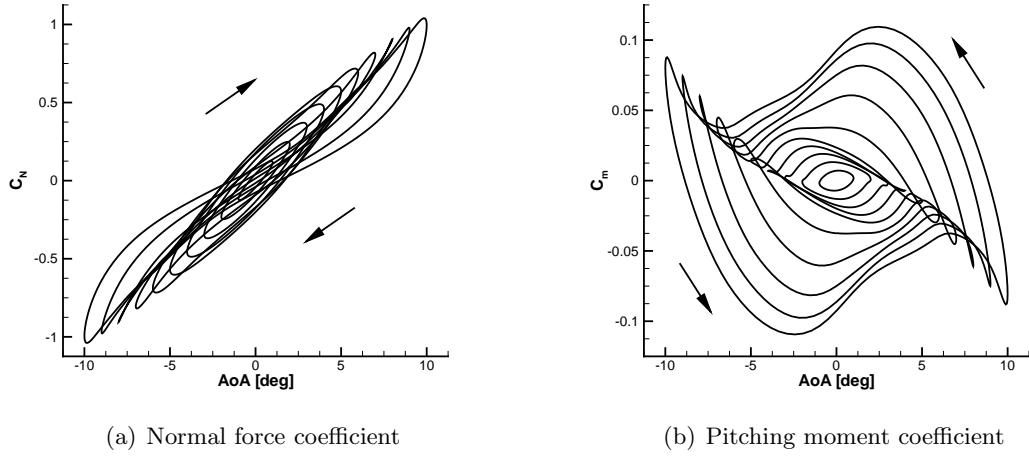 1
0.5
0
-0.5
-1
C_N
-10 -5 0 5 10
AoA [deg]
0.1
0.05
0
-0.05
-0.1
C_m
-10 -5 0 5 10
AoA [deg]
(a) Normal force coefficient
(b) Pitching moment coefficient